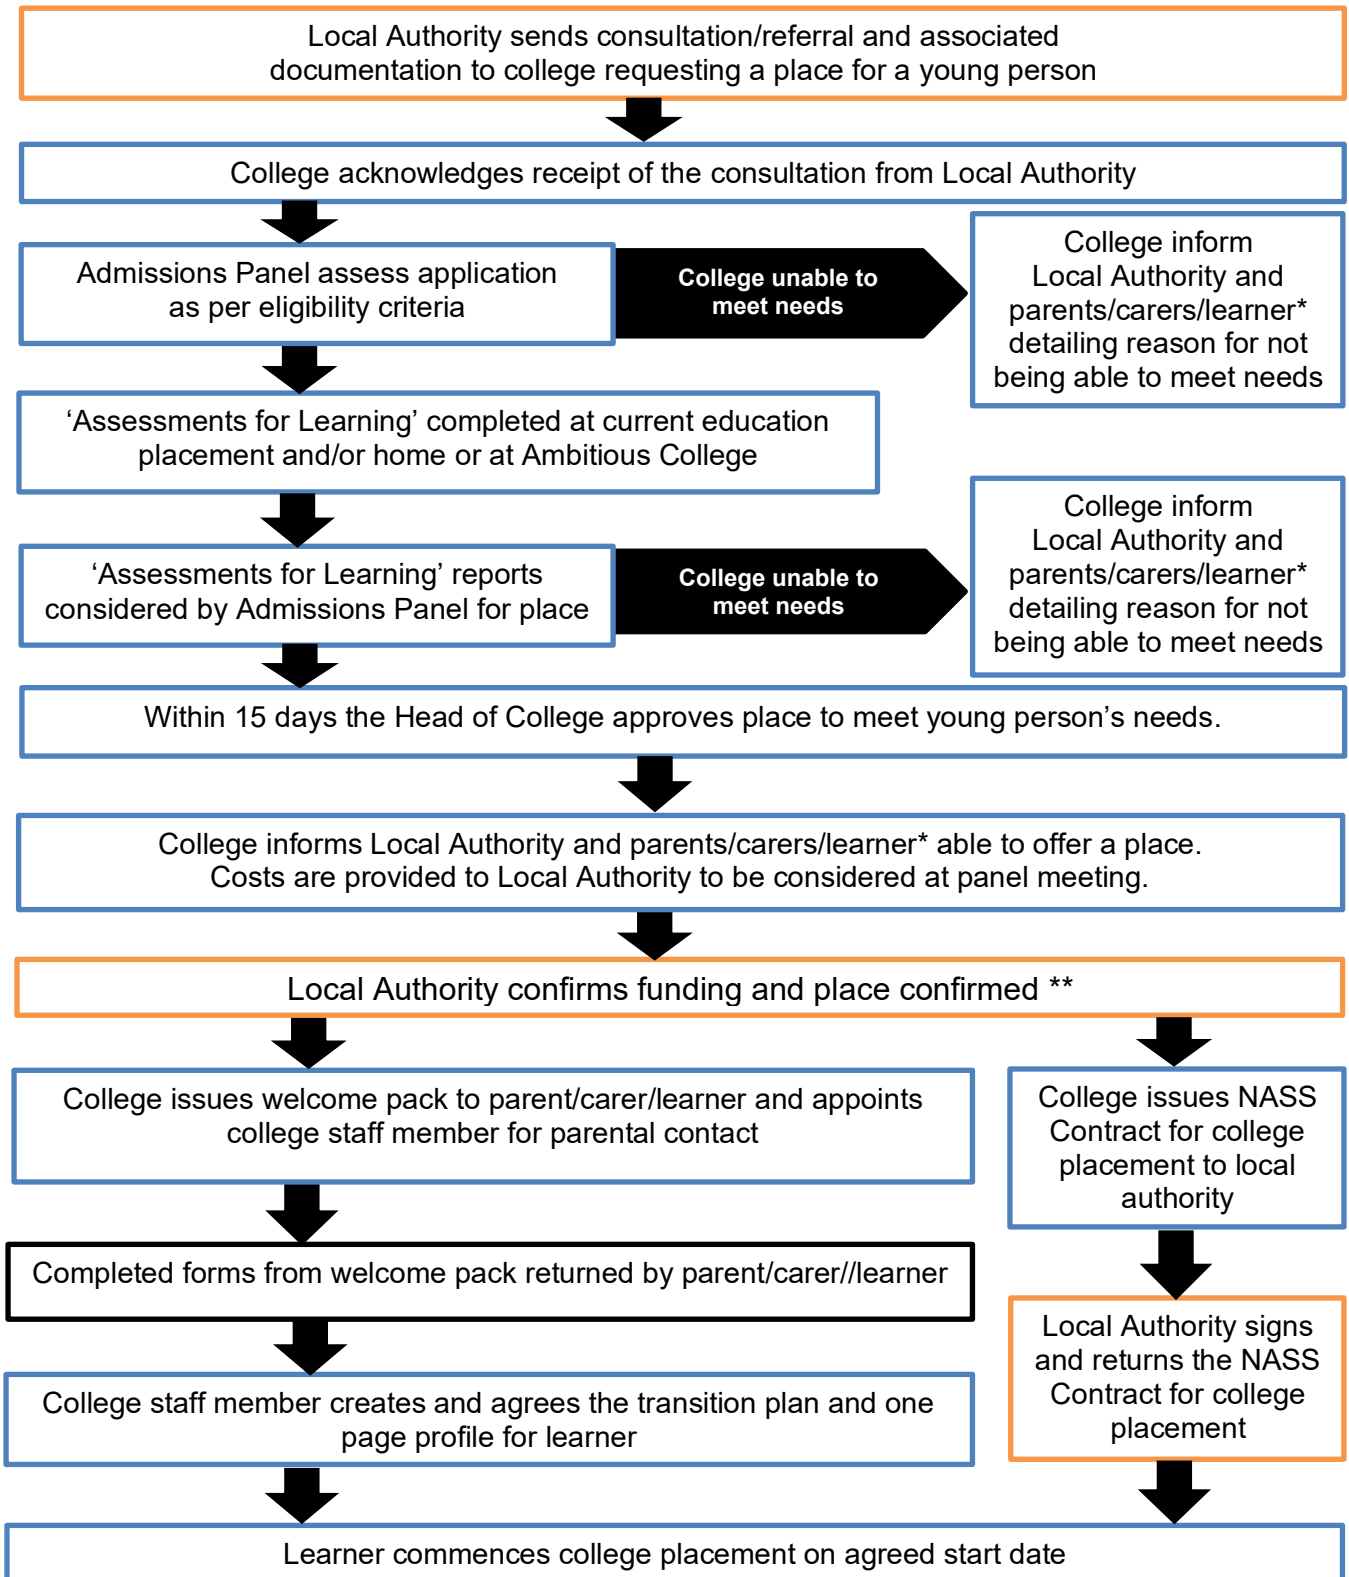 Local Authority sends consultation/referral and associated
documentation to college requesting a place for a young person
College acknowledges receipt of the consultation from Local Authority
Admissions Panel assess application
as per eligibility criteria
College unable to
meet needs
College inform
Local Authority and
parents/carers/learner*
detailing reason for not
being able to meet needs
‘Assessments for Learning’ completed at current education
placement and/or home or at Ambitious College
‘Assessments for Learning’ reports
considered by Admissions Panel for place
College unable to
meet needs
College inform
Local Authority and
parents/carers/learner*
detailing reason for not
being able to meet needs
Within 15 days the Head of College approves place to meet young person’s needs.
College informs Local Authority and parents/carers/learner* able to offer a place.
Costs are provided to Local Authority to be considered at panel meeting.
Local Authority confirms funding and place confirmed **
College issues welcome pack to parent/carer/learner and appoints
college staff member for parental contact
Completed forms from welcome pack returned by parent/carer//learner
College staff member creates and agrees the transition plan and one
page profile for learner
College issues NASS
Contract for college
placement to local
authority
Local Authority signs
and returns the NASS
Contract for college
placement
Learner commences college placement on agreed start date